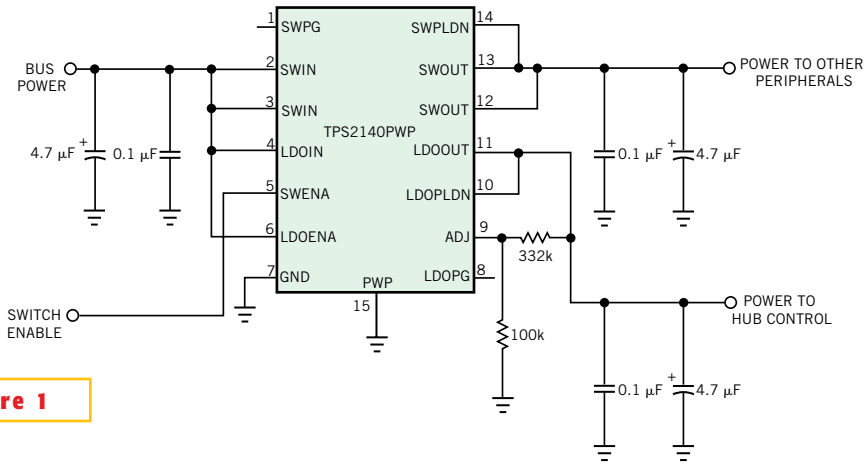 1
SWPG
SWPLDN
14
BUS
POWER
2
SWIN
SWOUT
13
POWER TO OTHER
PERIPHERALS
3
SWIN
SWOUT
12
TPS2140PWP
4.7 µF
+
0.1 µF
4
LDOIN
LDOOUT
11
0.1 µF
+
4.7 µF
5
SWENA
LDOPLDN
10
6
LDOENA
ADJ
9
332k
7
GND
PWP
LDOPG
8
15
SWITCH
ENABLE
100k
POWER TO
HUB CONTROL
0.1 µF
+
4.7 µF
re 1